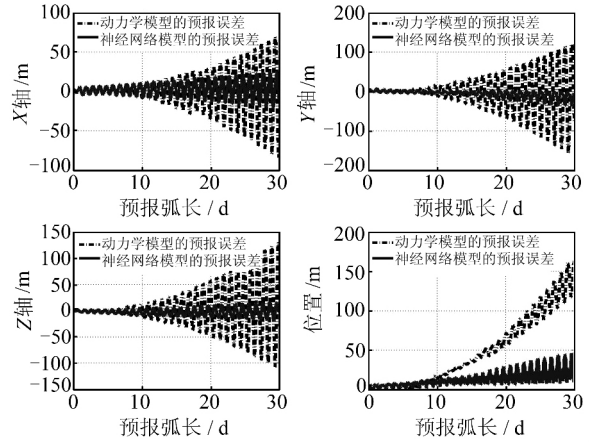 100
动力学模型的预报误差
神经网络模型的预报误差
50
0
−50
−100
X轴/m
0 10 20 30
预报弧长 / d
200
动力学模型的预报误差
神经网络模型的预报误差
100
0
−100
−200
Y轴/m
0 10 20 30
预报弧长 / d
150
动力学模型的预报误差
100
神经网络模型的预报误差
50
0
−50
−100
−150
Z轴/m
0 10 20 30
预报弧长 / d
200
动力学模型的预报误差
神经网络模型的预报误差
150
100
50
0
位置/m
0 10 20 30
预报弧长 / d